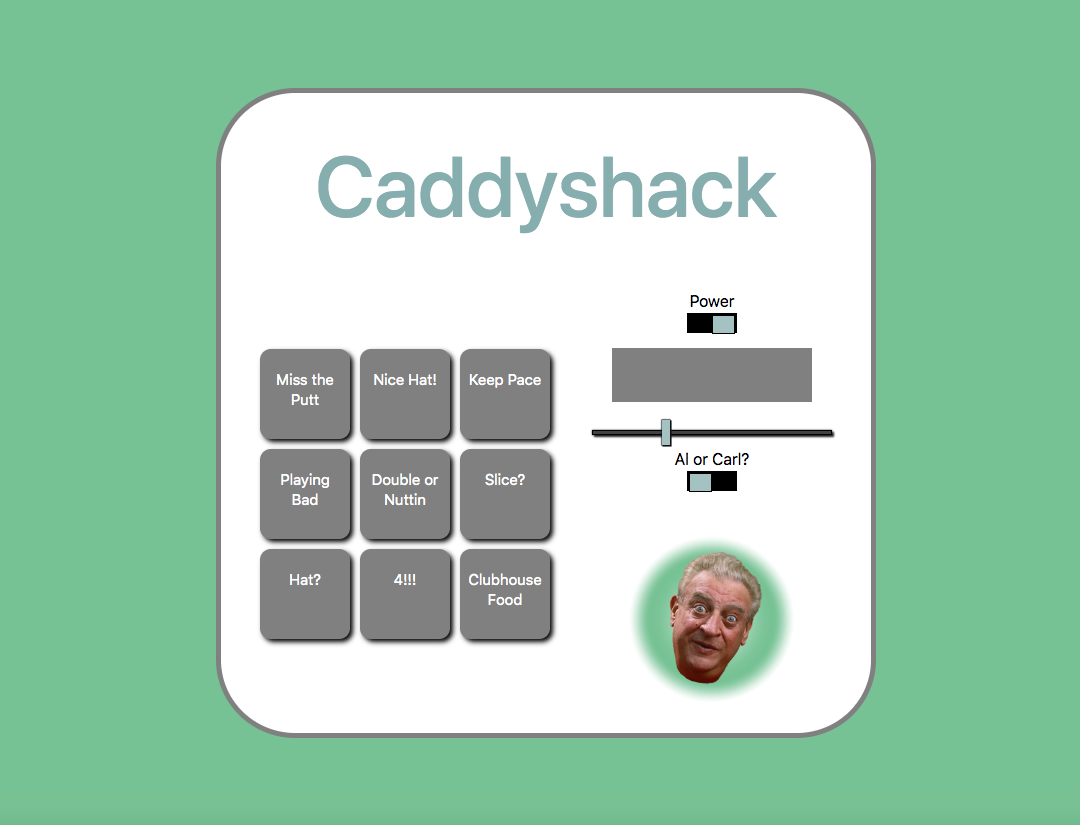 Caddyshack
Power
Miss the
Putt
Nice Hat!
Keep Pace
Playing
Bad
Double or
Nuttin
Slice?
Hat?
4!!!
Clubhouse
Food
Al or Carl?